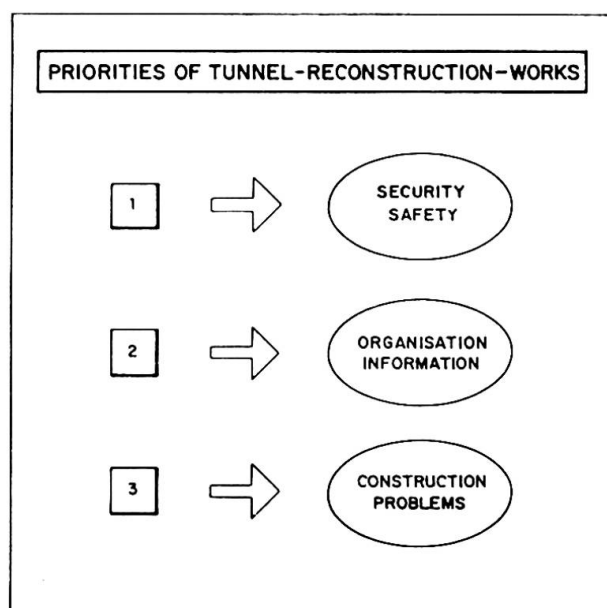 PRIORITIES OF TUNNEL-RECONSTRUCTION-WORKS
1
SECURITY
SAFETY
2
ORGANISATION
INFORMATION
3
CONSTRUCTION
PROBLEMS